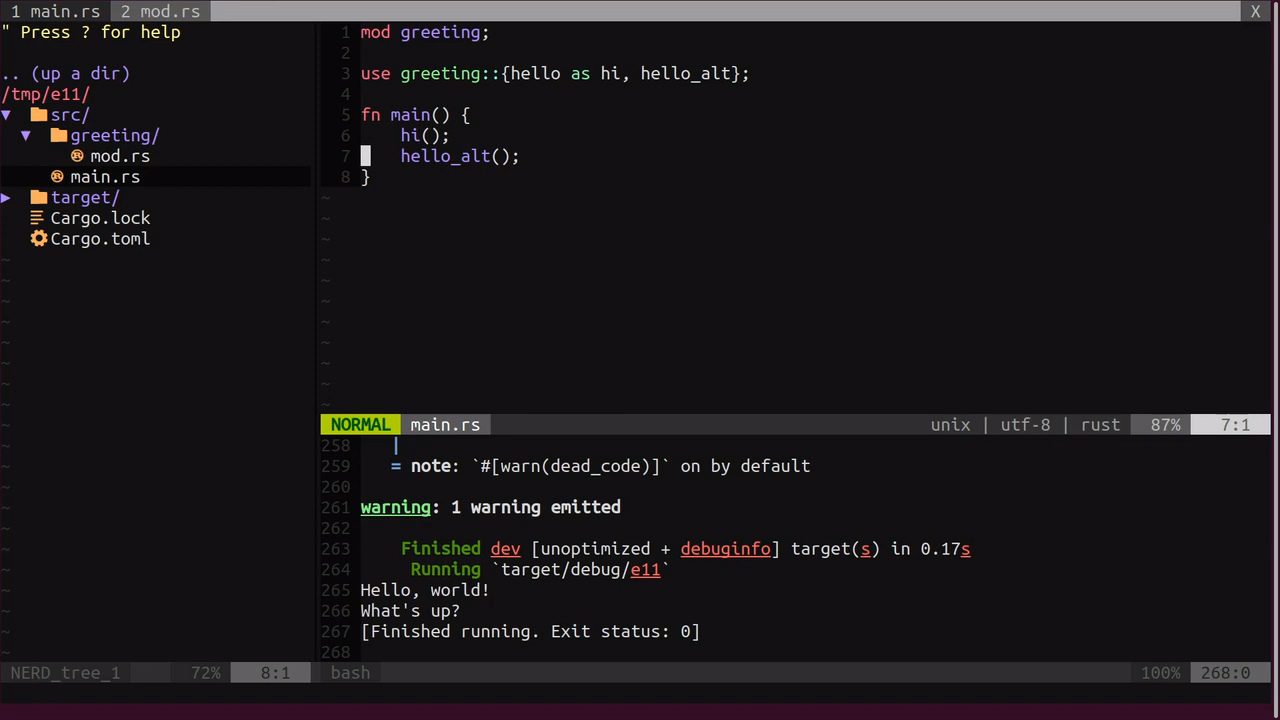 1 main.rs 2 mod.rs X
" Press ? for help
.. (up a dir)
/tmp/e11/
▼ src/
▼ greeting/
mod.rs
main.rs
▶ target/
Cargo.lock
Cargo.toml
1 mod greeting;
2
3 use greeting::{hello as hi, hello_alt};
4
5 fn main() {
6     hi();
7     hello_alt();
8 }
NORMAL main.rs unix | utf-8 | rust 87% 7:1
258 |
259 = note: `#[warn(dead_code)]` on by default
260
261 warning: 1 warning emitted
262
263 Finished dev [unoptimized + debuginfo] target(s) in 0.17s
264 Running `target/debug/e11`
265 Hello, world!
266 What's up?
267 [Finished running. Exit status: 0]
268
NERD_tree_1 72% 8:1 bash 100% 268:0